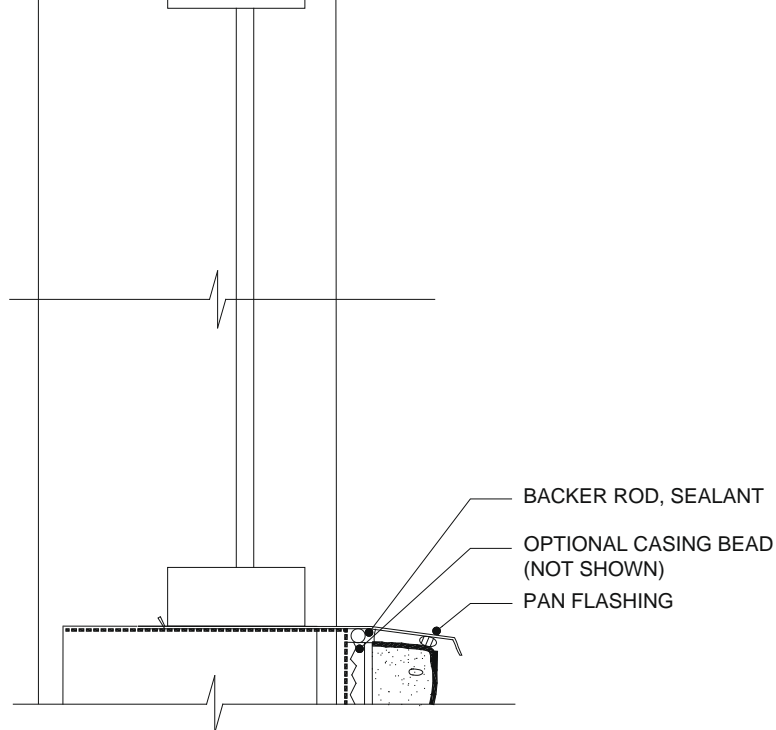 BACKER ROD, SEALANT
OPTIONAL CASING BEAD
(NOT SHOWN)
PAN FLASHING